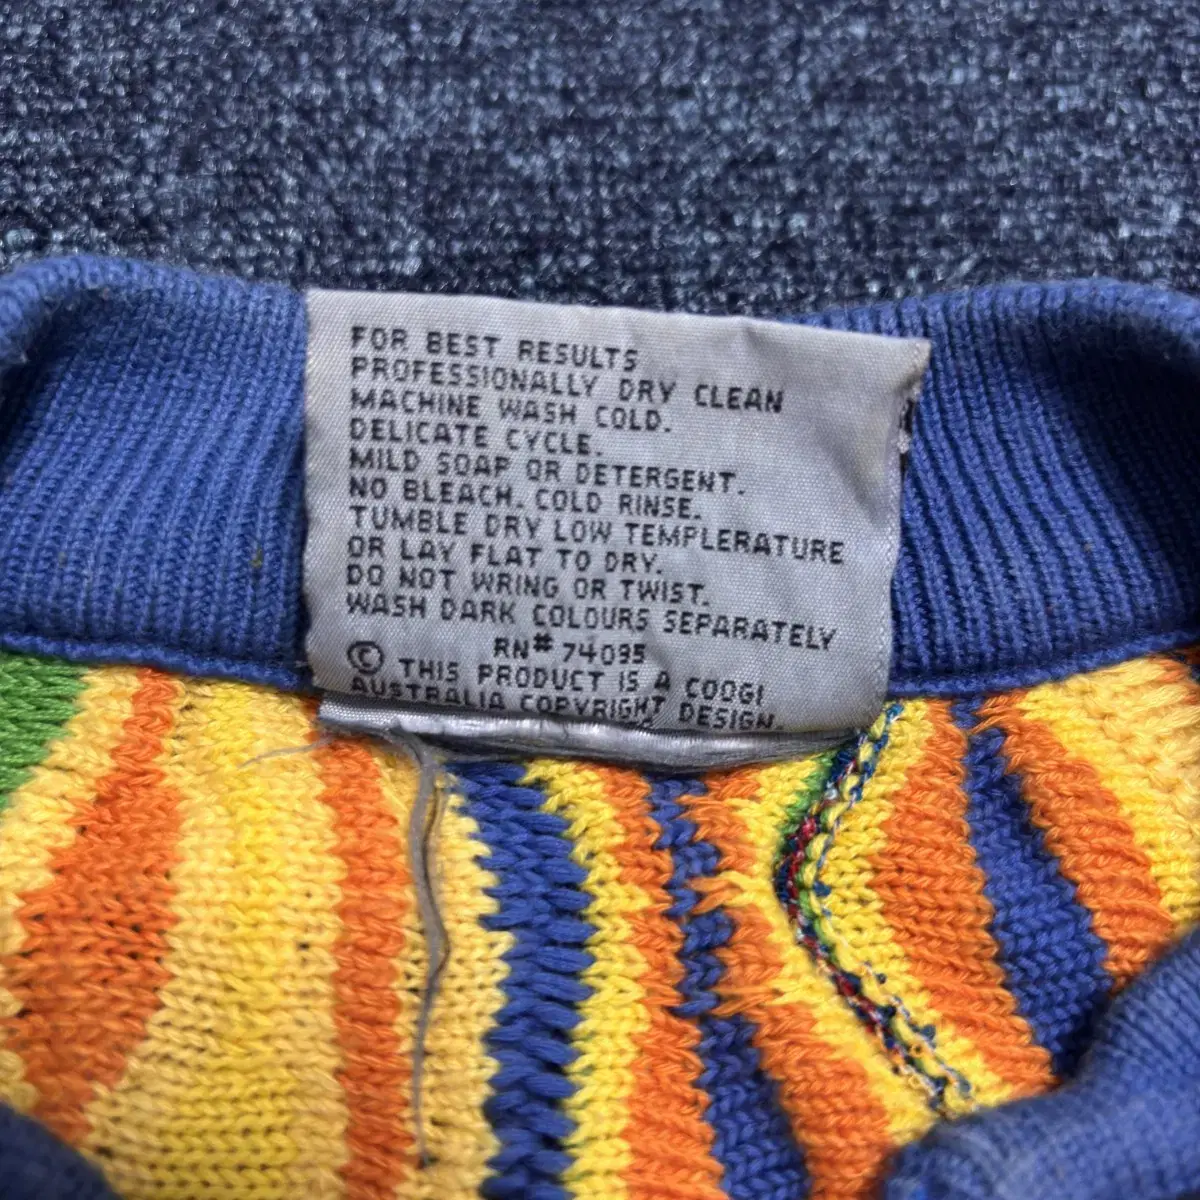 FOR BEST RESULTS
PROFESSIONALLY DRY CLEAN
MACHINE WASH COLD.
DELICATE CYCLE.
MILD SOAP OR DETERGENT.
NO BLEACH. COLD RINSE.
TUMBLE DRY LOW TEMPLERATURE
OR LAY FLAT TO DRY.
DO NOT WRING OR TWIST.
WASH DARK COLOURS SEPARATELY
RN# 74095
© THIS PRODUCT IS A COOGI
AUSTRALIA COPYRIGHT DESIGN.